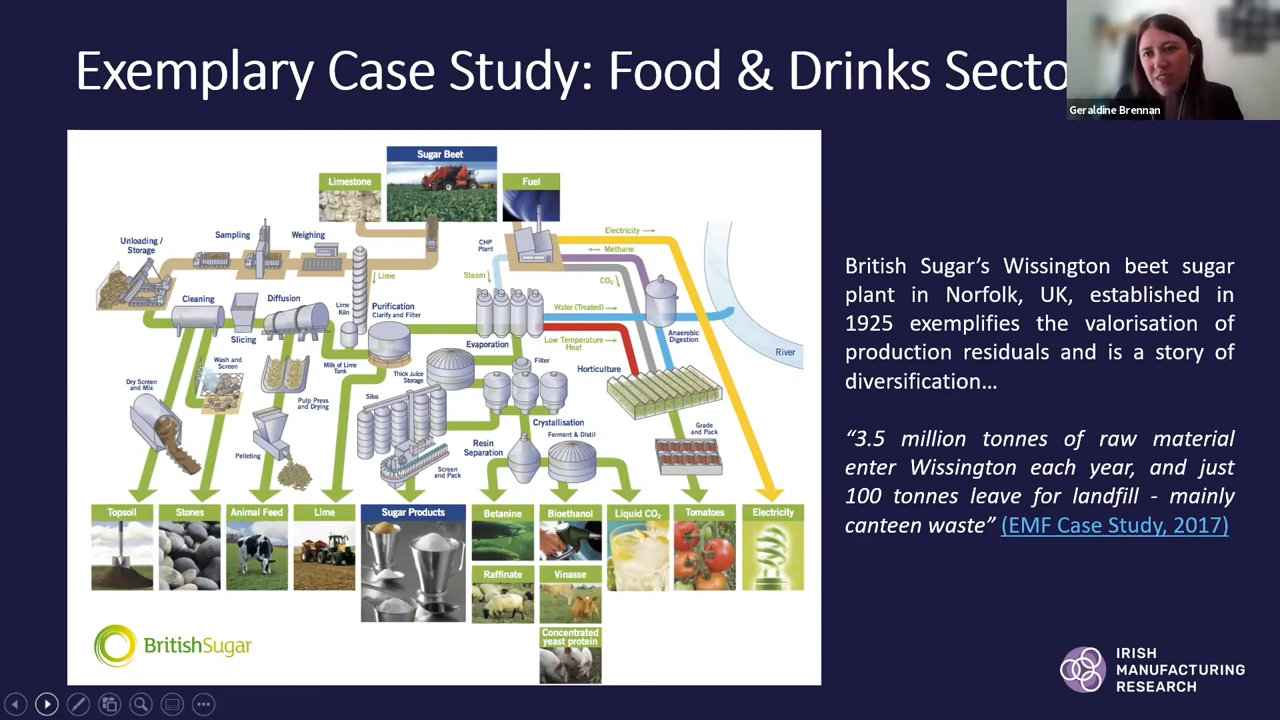 Exemplary Case Study: Food & Drinks Secto
Geraldine Brennan
Sugar Beet
Limestone
Fuel
Unloading /
Storage
Sampling
Weighing
CHP
Plant
Electricity
Methane
CO₂
Lime
Steam
Cleaning
Diffusion
Slicing
Lime
Kiln
Purification
Clarify and Filter
Water (Treated)
Low Temperature
Heat
Anaerobic
Digestion
River
Evaporation
Wash and
Screen
Milk of Lime
Tank
Thick Juice
Storage
Filter
Horticulture
Dry Screen
and Mix
Pulp Press
and Drying
Silos
Crystallisation
Pelleting
Resin
Separation
Ferment & Distil
Grade
and Pack
Screen
and Pack
Topsoil
Stones
Animal Feed
Lime
Sugar Products
Betanine
Bioethanol
Liquid CO₂
Tomatoes
Electricity
Raffinate
Vinasse
Concentrated
yeast protein
BritishSugar
British Sugar's Wissington beet sugar
plant in Norfolk, UK, established in
1925 exemplifies the valorisation of
production residuals and is a story of
diversification…
“3.5 million tonnes of raw material
enter Wissington each year, and just
100 tonnes leave for landfill - mainly
canteen waste” (EMF Case Study, 2017)
IRISH
MANUFACTURING
RESEARCH